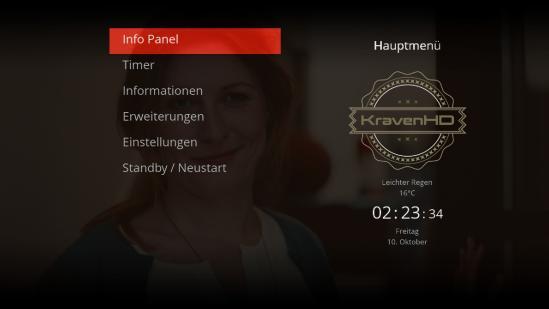 Info Panel
Timer
Informationen
Erweiterungen
Einstellungen
Standby / Neustart
Hauptmenü
KravenHD
Leichter Regen
16°C
02:23:34
Freitag
10. Oktober